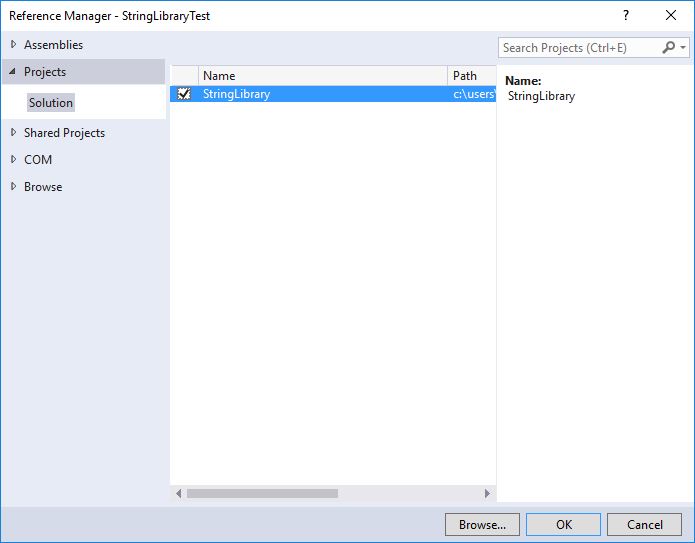 Reference Manager - StringLibraryTest
? ×
Assemblies
Projects
Solution
Shared Projects
COM
Browse
Name Path
StringLibrary c:\users\
Search Projects (Ctrl+E)
Name:
StringLibrary
Browse... OK Cancel